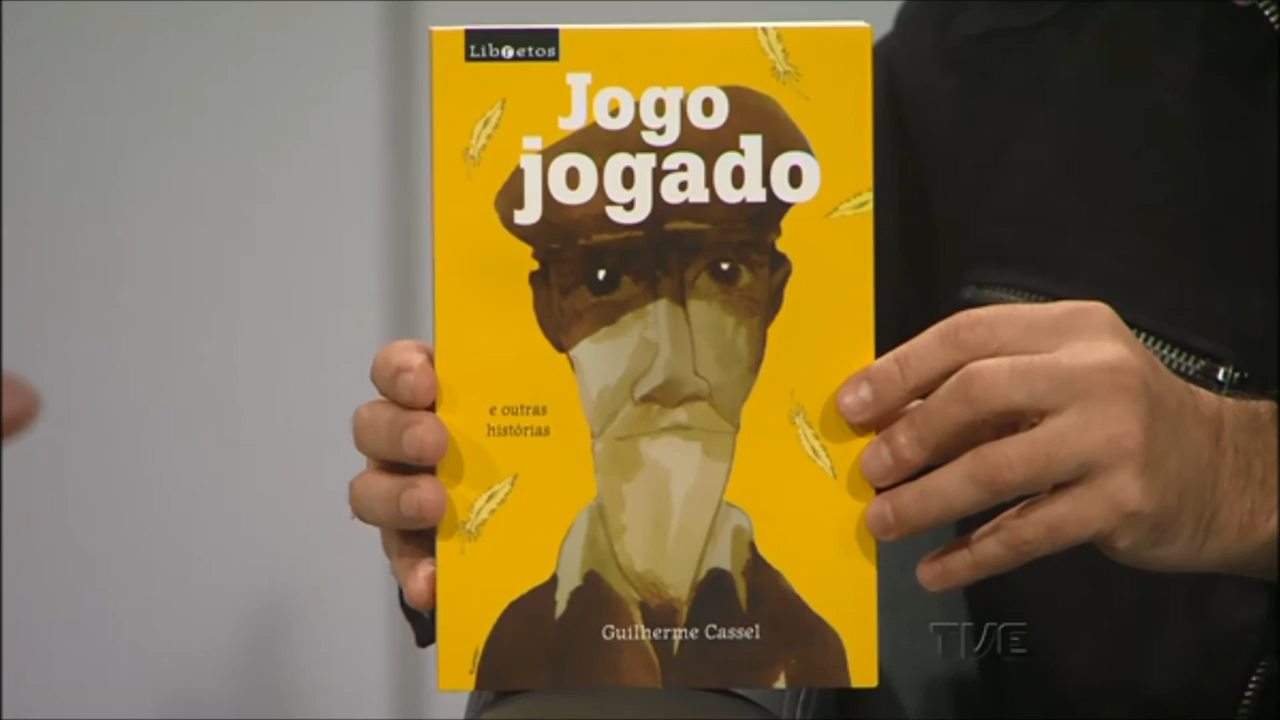 Libretos
Jogo
jogado
e outras
histórias
Guilherme Cassel
TVE